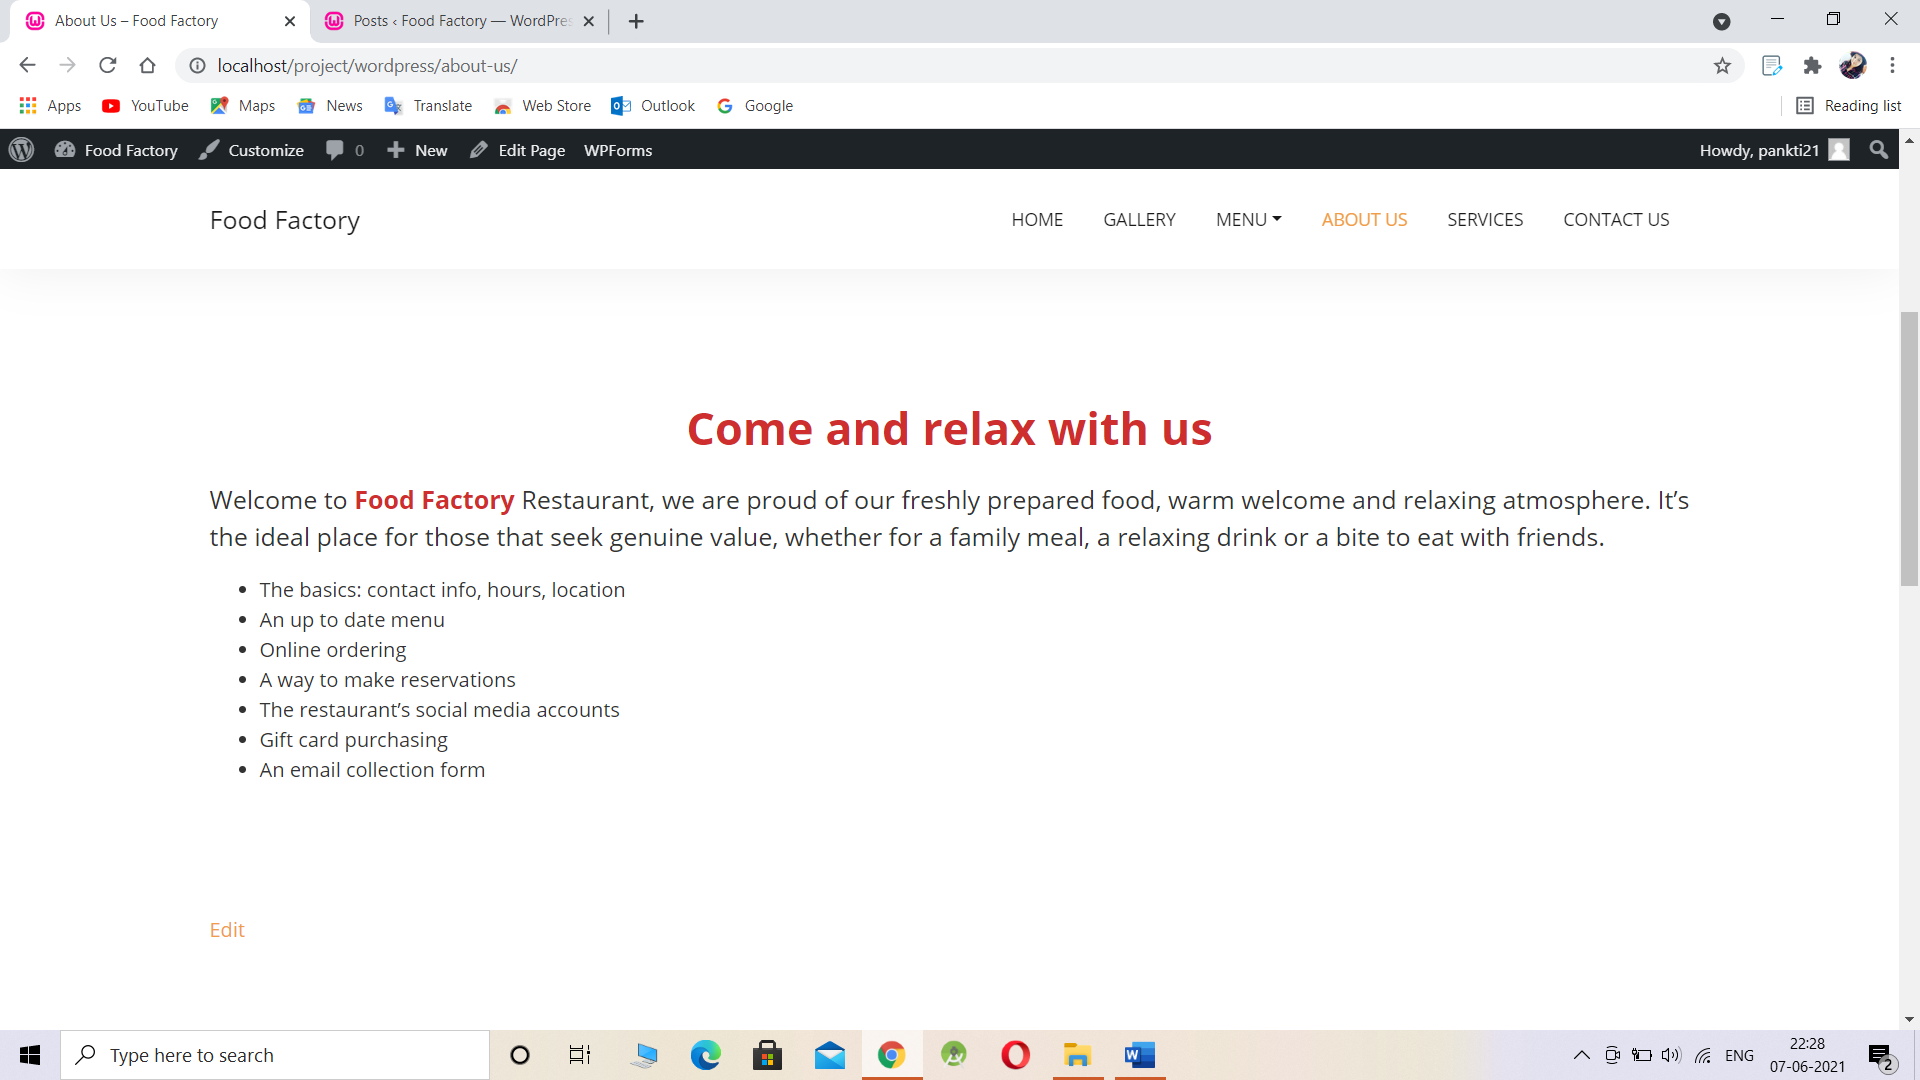 About Us – Food Factory
Posts ‹ Food Factory — WordPres
localhost/project/wordpress/about-us/
Apps YouTube Maps News Translate Web Store Outlook Google Reading list
Food Factory Customize 0 New Edit Page WPForms Howdy, pankti21
Food Factory HOME GALLERY MENU ABOUT US SERVICES CONTACT US
Come and relax with us
Welcome to Food Factory Restaurant, we are proud of our freshly prepared food, warm welcome and relaxing atmosphere. It’s
the ideal place for those that seek genuine value, whether for a family meal, a relaxing drink or a bite to eat with friends.
• The basics: contact info, hours, location
• An up to date menu
• Online ordering
• A way to make reservations
• The restaurant’s social media accounts
• Gift card purchasing
• An email collection form
Edit
Type here to search
ENG
22:28
07-06-2021
2